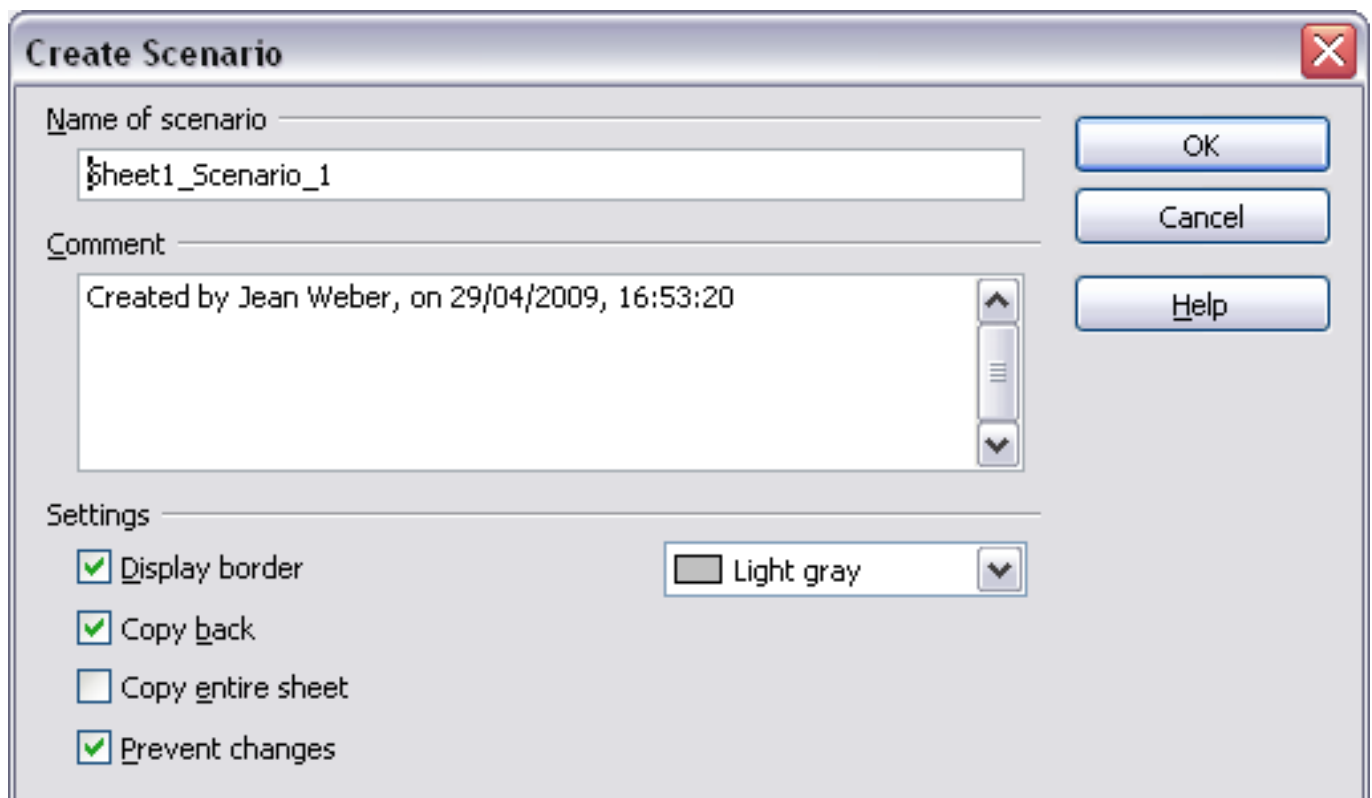 Create Scenario
Name of scenario
OK
Sheet1_Scenario_1
Cancel
Comment
Created by Jean Weber, on 29/04/2009, 16:53:20
Help
Settings
Display border
Light gray
Copy back
Copy entire sheet
Prevent changes